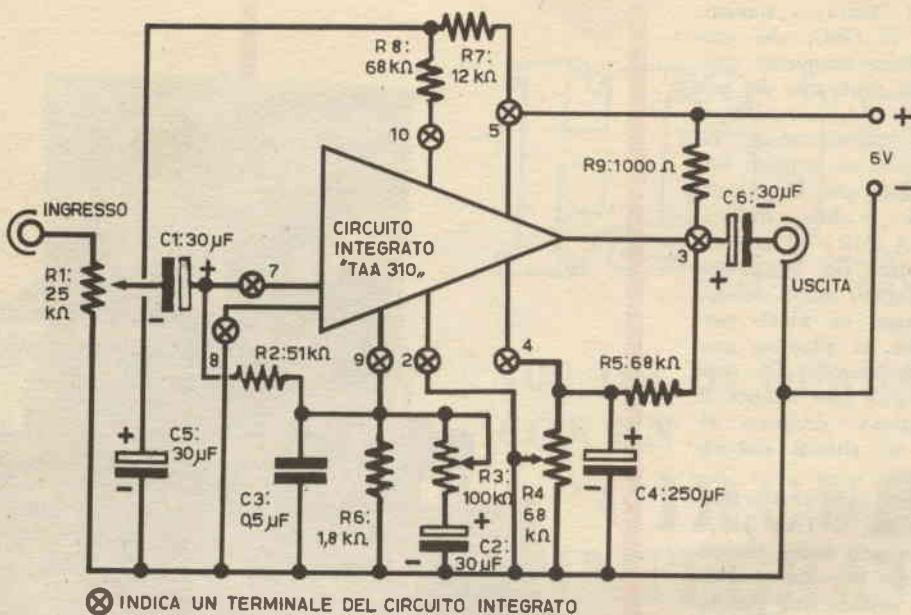 R 8:
68 kΩ
R7:
12 kΩ
10
5
+
6V
-
R9:1000 Ω
C6:30µF
-
INGRESSO
C1:30µF
+
7
CIRCUITO
INTEGRATO
"TAA 310„
3
+
USCITA
R1:
25
kΩ
-
8
R2:51kΩ
9
2
4
R5:68kΩ
+
C5:
30µF
-
C3:
0,5µF
R6:
1,8 kΩ
R3:
100kΩ
+
C2:
30µF
-
R4
68
kΩ
+
-
C4:250µF
INDICA UN TERMINALE DEL CIRCUITO INTEGRATO